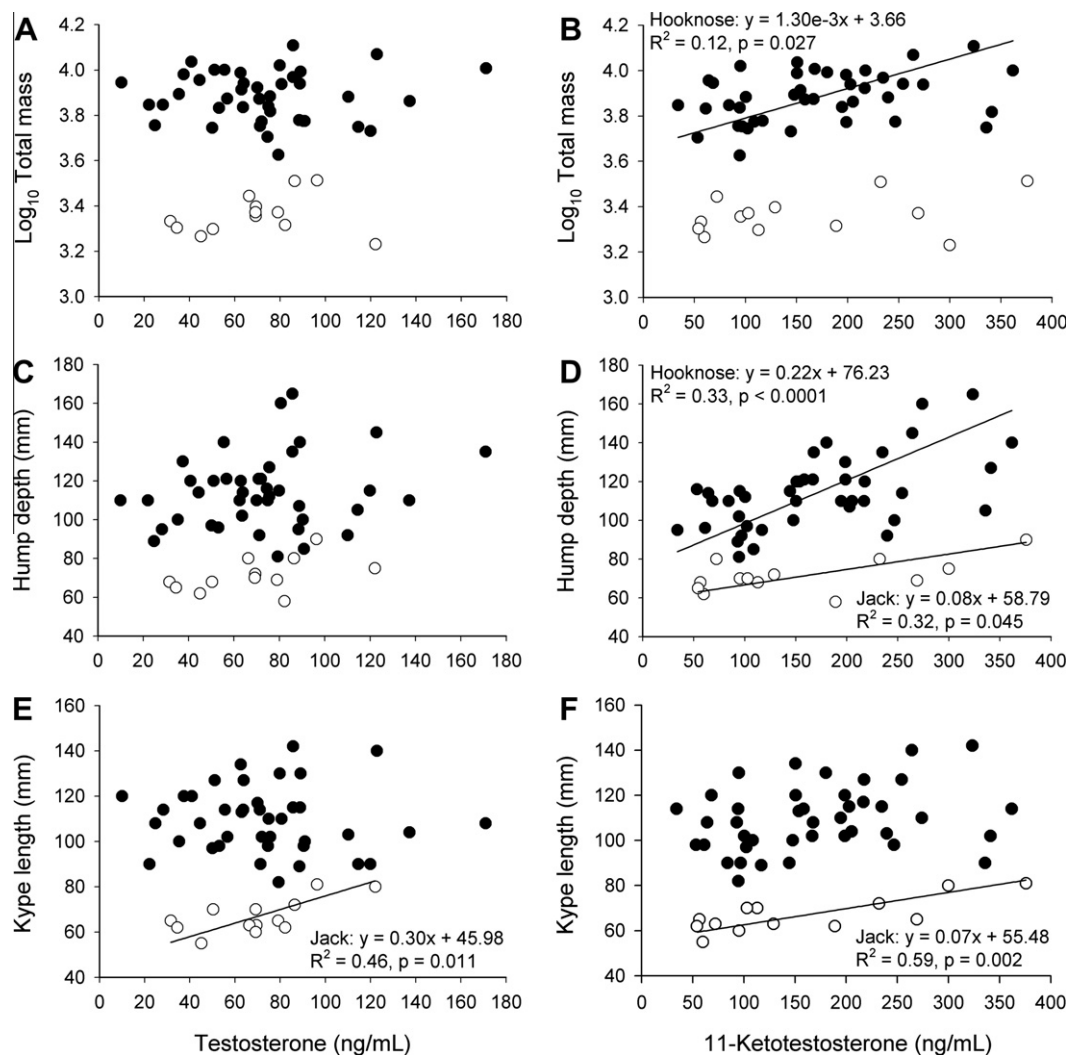 A
4.2
4.0
3.8
3.6
3.4
3.2
3.0
Log10 Total mass
0 20 40 60 80 100 120 140 160 180
B
Hooknose: y = 1.30e-3x + 3.66
R2 = 0.12, p = 0.027
4.2
4.0
3.8
3.6
3.4
3.2
3.0
Log10 Total mass
0 50 100 150 200 250 300 350 400
C
180
160
140
120
100
80
60
40
Hump depth (mm)
0 20 40 60 80 100 120 140 160 180
D
Hooknose: y = 0.22x + 76.23
R2 = 0.33, p < 0.0001
180
160
140
120
100
80
60
40
Hump depth (mm)
Jack: y = 0.08x + 58.79
R2 = 0.32, p = 0.045
0 50 100 150 200 250 300 350 400
E
160
140
120
100
80
60
40
Kype length (mm)
Jack: y = 0.30x + 45.98
R2 = 0.46, p = 0.011
0 20 40 60 80 100 120 140 160 180
Testosterone (ng/mL)
F
160
140
120
100
80
60
40
Kype length (mm)
Jack: y = 0.07x + 55.48
R2 = 0.59, p = 0.002
0 50 100 150 200 250 300 350 400
11-Ketotestosterone (ng/mL)